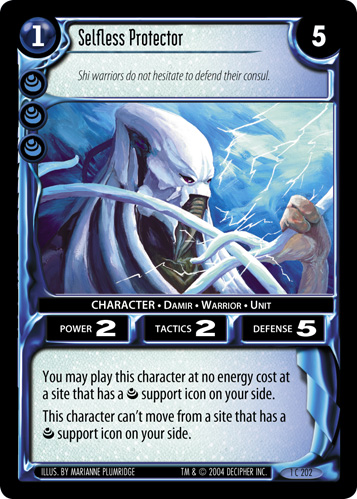 1 Selfless Protector 5
Shi warriors do not hesitate to defend their consul.
CHARACTER • DAMIR • WARRIOR • UNIT
POWER 2 TACTICS 2 DEFENSE 5
You may play this character at no energy cost at
a site that has a support icon on your side.
This character can't move from a site that has a
support icon on your side.
ILLUS. BY MARIANNE PLUMRIDGE TM & © 2004 DECIPHER INC. 1 C 202